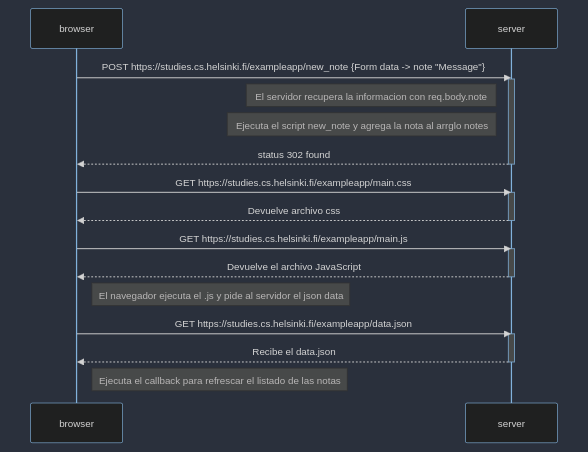 browser
server
POST https://studies.cs.helsinki.fi/exampleapp/new_note {Form data -> note "Message"}
El servidor recupera la informacion con req.body.note
Ejecuta el script new_note y agrega la nota al arrglo notes
status 302 found
GET https://studies.cs.helsinki.fi/exampleapp/main.css
Devuelve archivo css
GET https://studies.cs.helsinki.fi/exampleapp/main.js
Devuelve el archivo JavaScript
El navegador ejecuta el .js y pide al servidor el json data
GET https://studies.cs.helsinki.fi/exampleapp/data.json
Recibe el data.json
Ejecuta el callback para refrescar el listado de las notas
browser
server